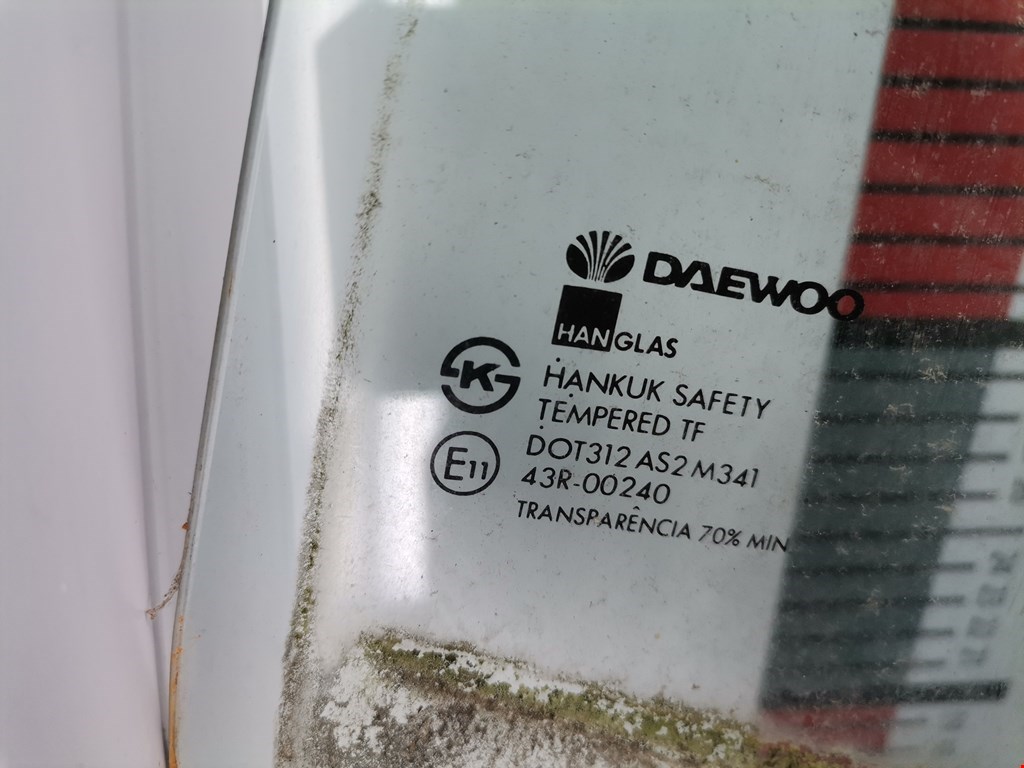 DAEWOO
HANGLAS
K
HANKUK SAFETY
TEMPERED TF
DOT312 AS2 M341
E11
43R-00240
TRANSPARÊNCIA 70% MIN